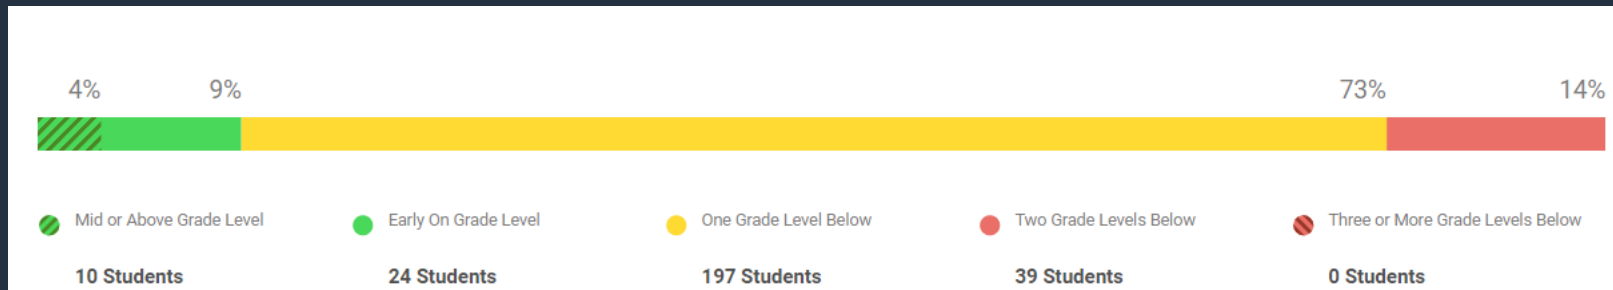 4% 9% 73% 14%
Mid or Above Grade Level Early On Grade Level One Grade Level Below Two Grade Levels Below Three or More Grade Levels Below
10 Students 24 Students 197 Students 39 Students 0 Students